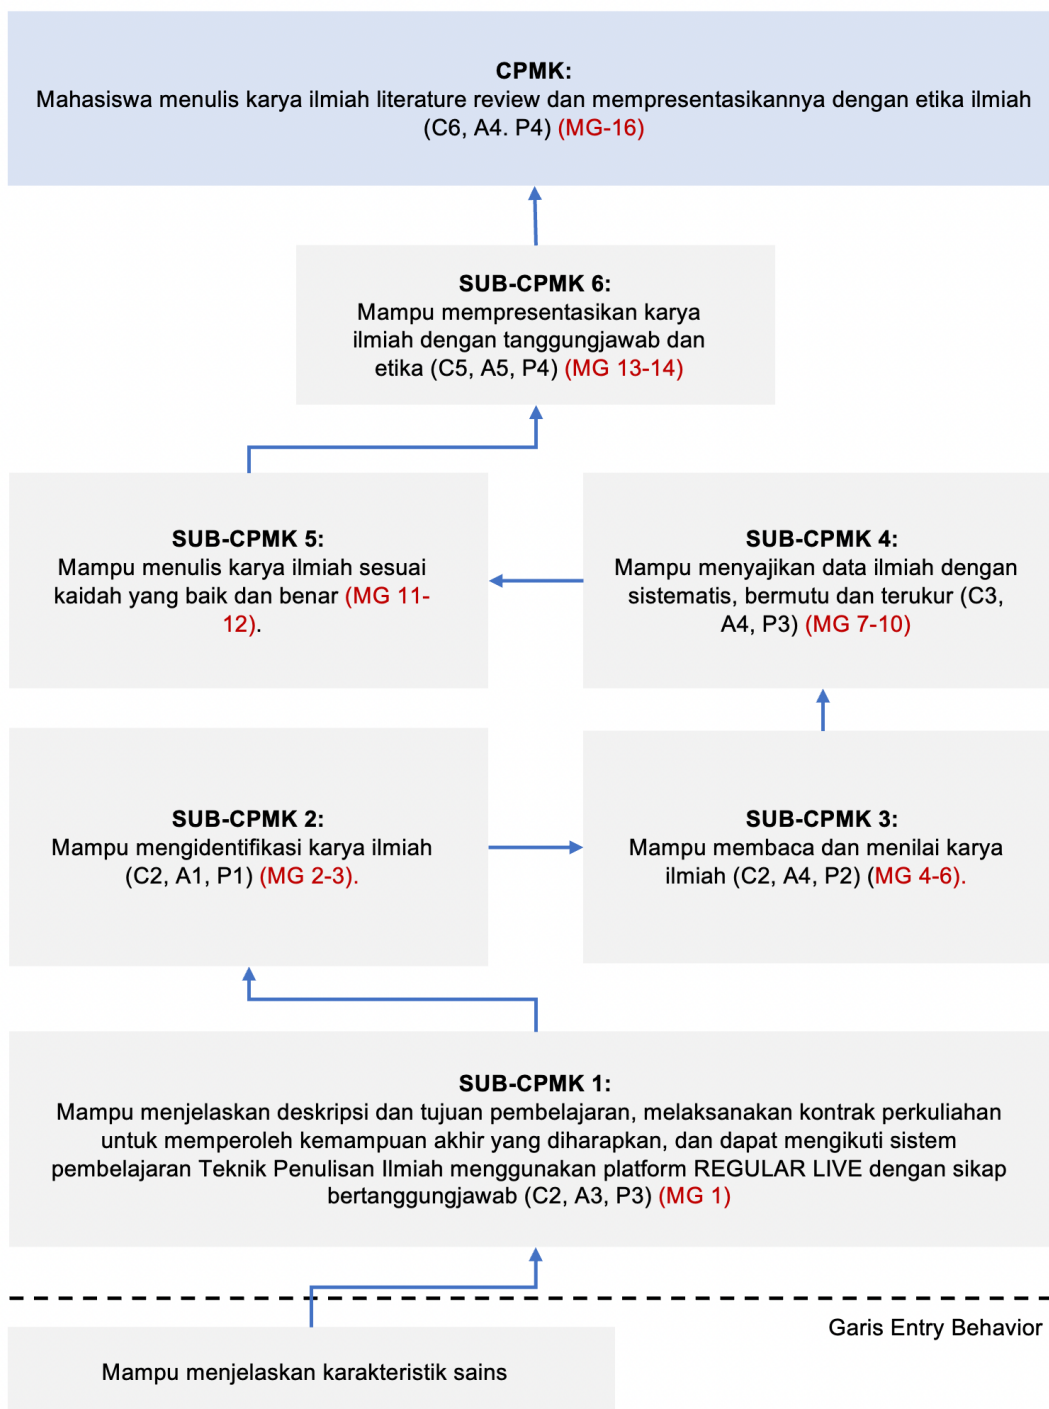 CPMK:
Mahasiswa menulis karya ilmiah literature review dan mempresentasikannya dengan etika ilmiah
(C6, A4. P4) (MG-16)
SUB-CPMK 6:
Mampu mempresentasikan karya
ilmiah dengan tanggungjawab dan
etika (C5, A5, P4) (MG 13-14)
SUB-CPMK 5:
Mampu menulis karya ilmiah sesuai
kaidah yang baik dan benar (MG 11-
12).
SUB-CPMK 4:
Mampu menyajikan data ilmiah dengan
sistematis, bermutu dan terukur (C3,
A4, P3) (MG 7-10)
SUB-CPMK 2:
Mampu mengidentifikasi karya ilmiah
(C2, A1, P1) (MG 2-3).
SUB-CPMK 3:
Mampu membaca dan menilai karya
ilmiah (C2, A4, P2) (MG 4-6).
SUB-CPMK 1:
Mampu menjelaskan deskripsi dan tujuan pembelajaran, melaksanakan kontrak perkuliahan
untuk memperoleh kemampuan akhir yang diharapkan, dan dapat mengikuti sistem
pembelajaran Teknik Penulisan Ilmiah menggunakan platform REGULAR LIVE dengan sikap
bertanggungjawab (C2, A3, P3) (MG 1)
Garis Entry Behavior
Mampu menjelaskan karakteristik sains